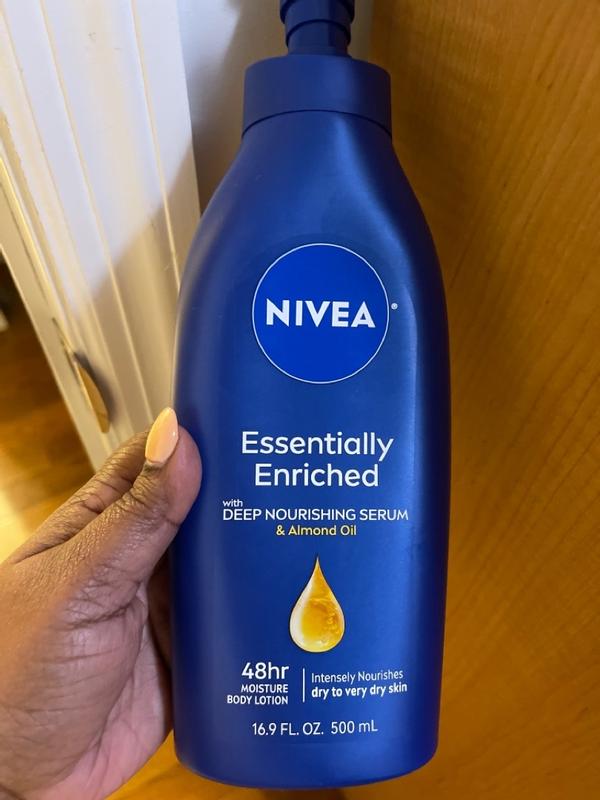 NIVEA®
Essentially
Enriched
with
DEEP NOURISHING SERUM
& Almond Oil
48hr
MOISTURE
BODY LOTION
Intensely Nourishes
dry to very dry skin
16.9 FL. OZ. 500 mL